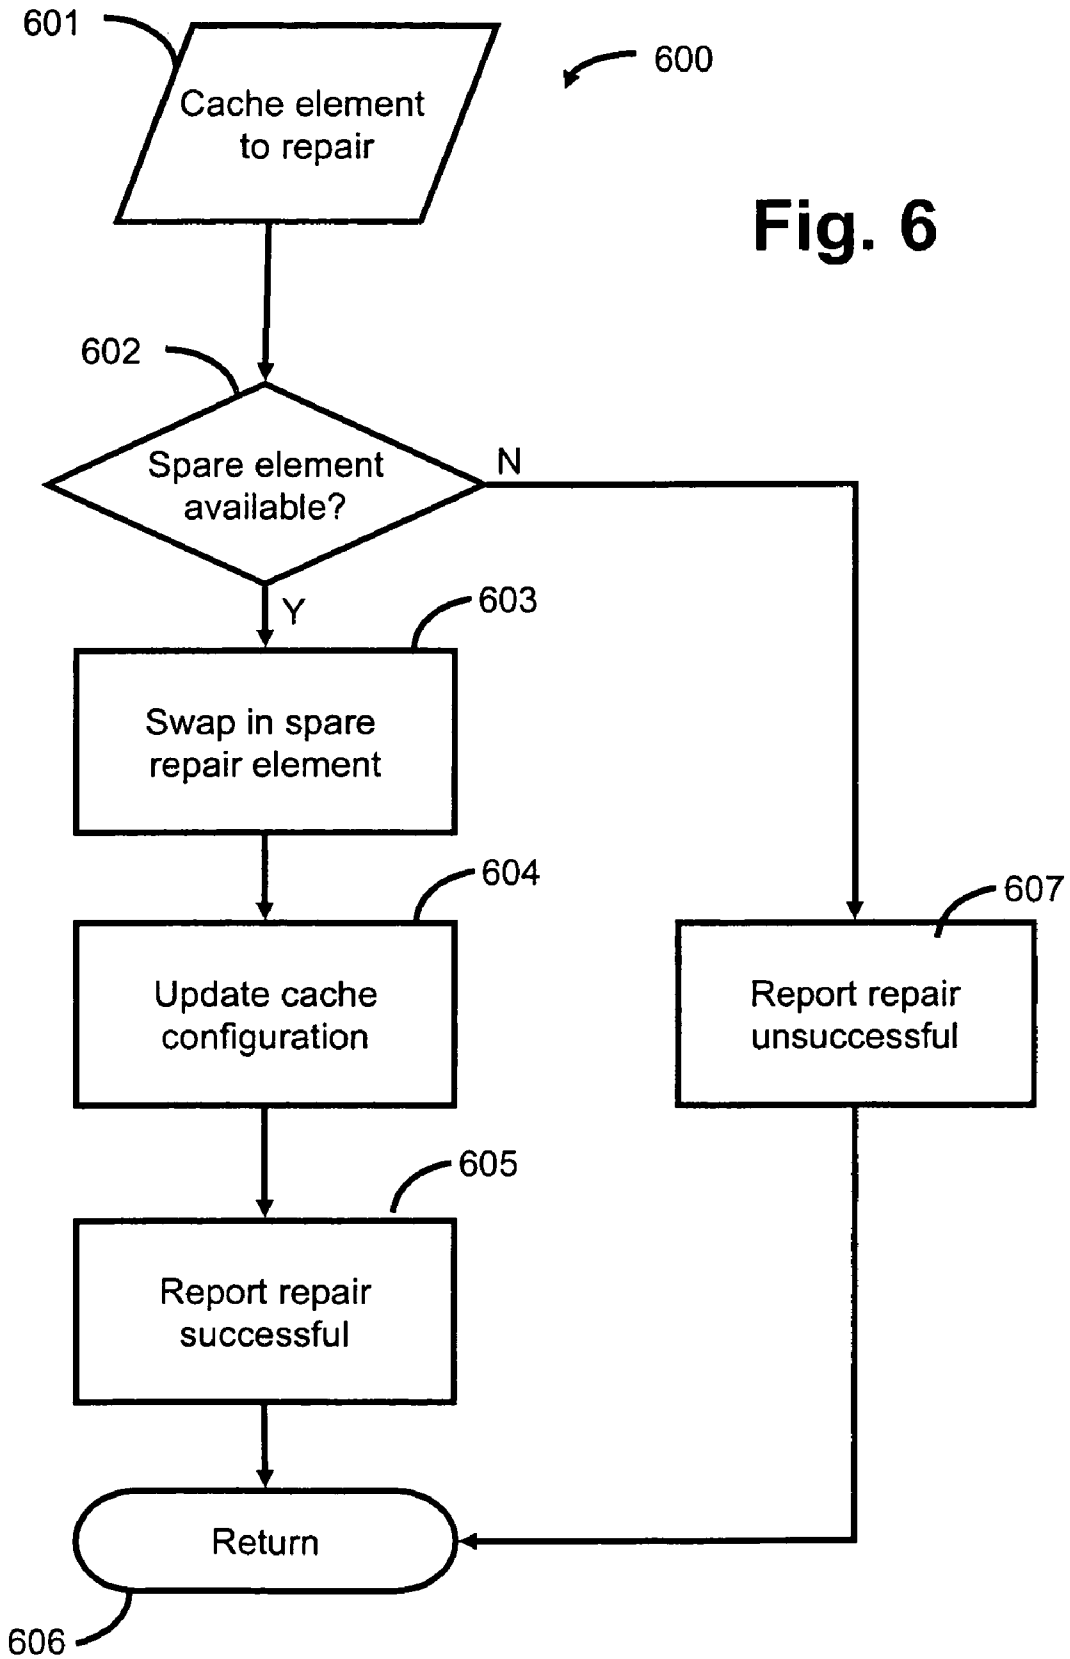 601
600
Cache element
to repair
Fig. 6
602
Spare element
available?
N
Y
603
Swap in spare
repair element
604
607
Update cache
configuration
Report repair
unsuccessful
605
Report repair
successful
Return
606